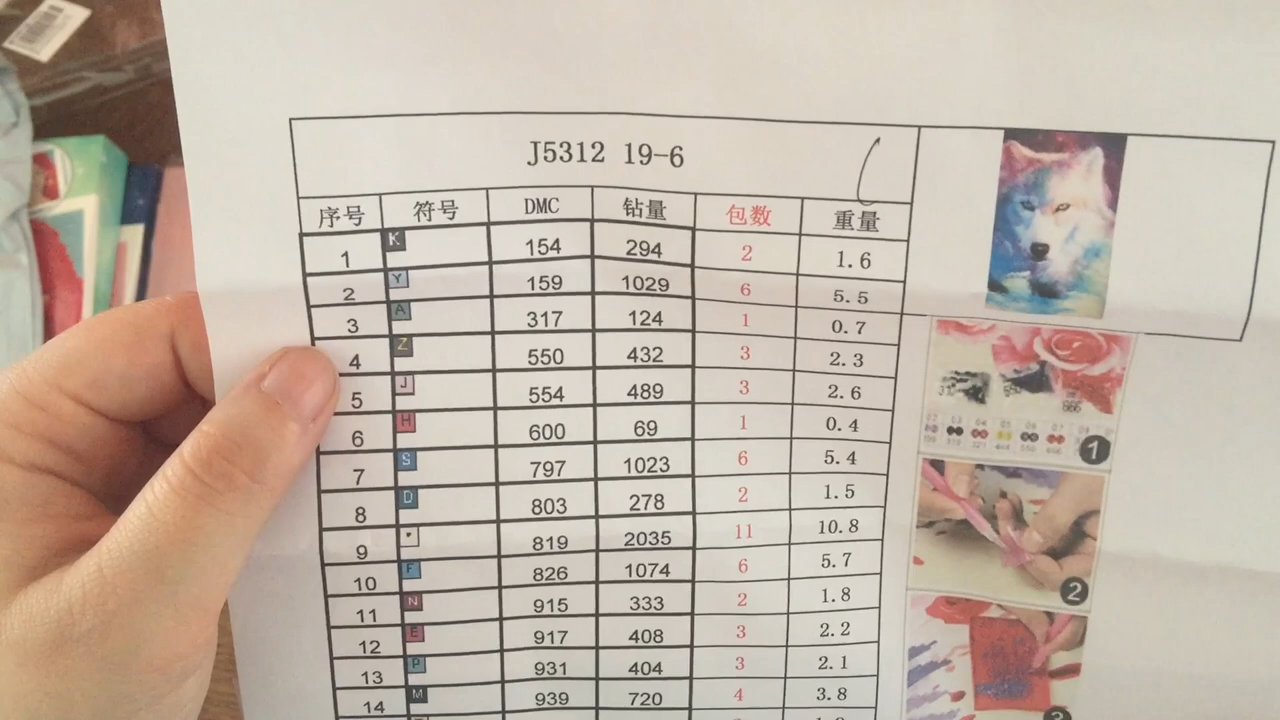 J5312 19-6
序号 符号 DMC 钻量 包数 重量
1 K 154 294 2 1.6
2 Y 159 1029 6 5.5
3 A 317 124 1 0.7
4 Z 550 432 3 2.3
5 J 554 489 3 2.6
6 H 600 69 1 0.4
7 S 797 1023 6 5.4
8 D 803 278 2 1.5
9 ♥ 819 2035 11 10.8
10 F 826 1074 6 5.7
11 N 915 333 2 1.8
12 E 917 408 3 2.2
13 P 931 404 3 2.1
14 M 939 720 4 3.8
1
2
3